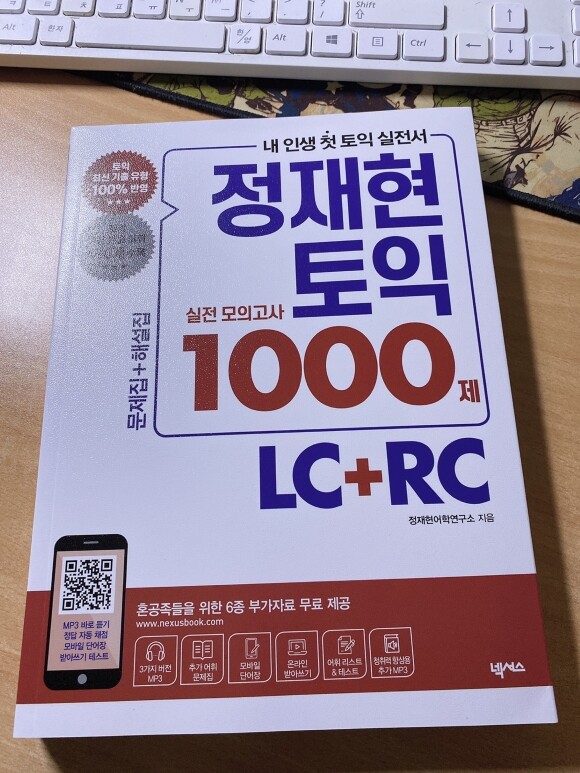 Shift
한/영
Alt
한자
Alt
Ctrl
내 인생 첫 토익 실전서
토익
최신 기출 유형
100% 반영
정재현
토익
실전 모의고사
1000제
문제집+해설집
LC+RC
정재현어학연구소 지음
MP3 바로 듣기
정답 자동 채점
모바일 단어장
받아쓰기 테스트
혼공족들을 위한 6종 부가자료 무료 제공
www.nexusbook.com
3가지 버전
MP3
추가 어휘
문제집
모바일
단어장
온라인
받아쓰기
어휘 리스트
& 테스트
청취력 향상용
추가 MP3
넥서스